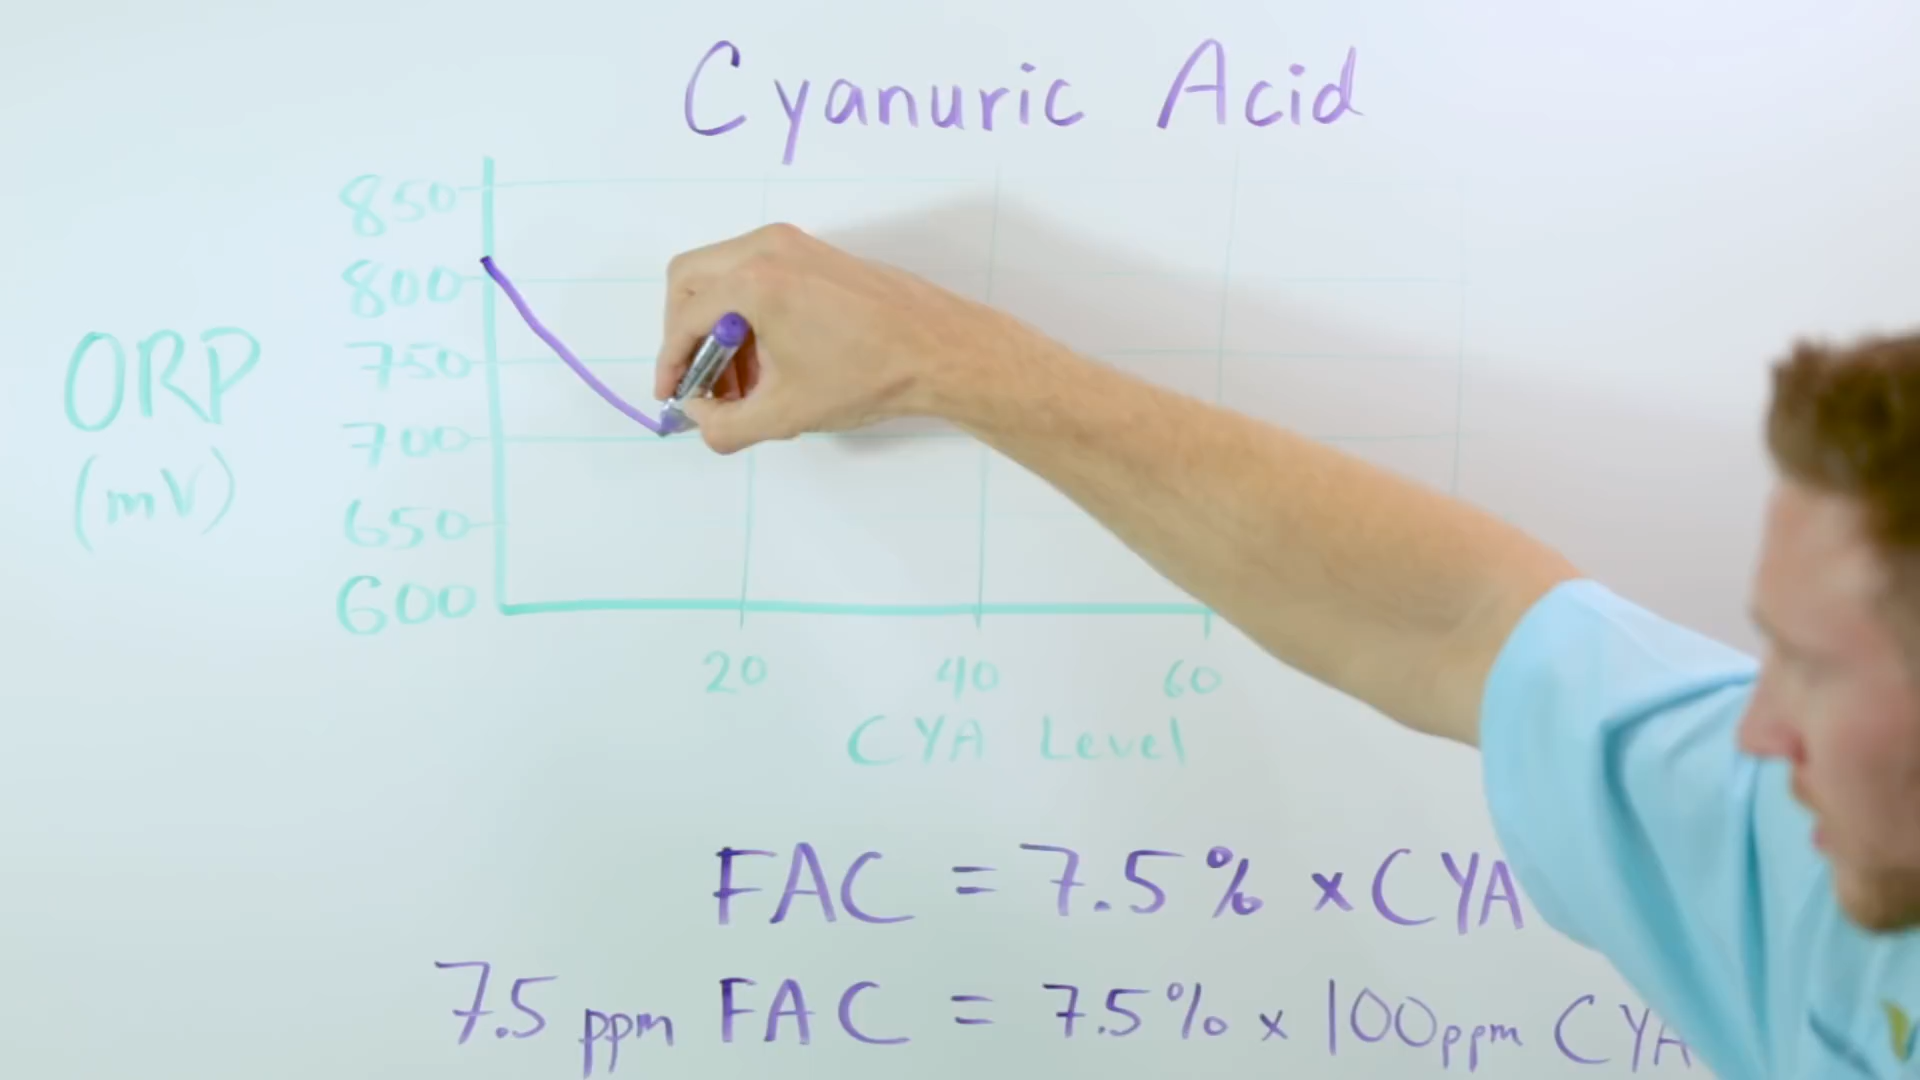 Cyanuric Acid
850
800
750
700
650
600
ORP
(mV)
20 40 60
CYA Level
FAC = 7.5% x CYA
7.5 ppm FAC = 7.5% x 100ppm CYA